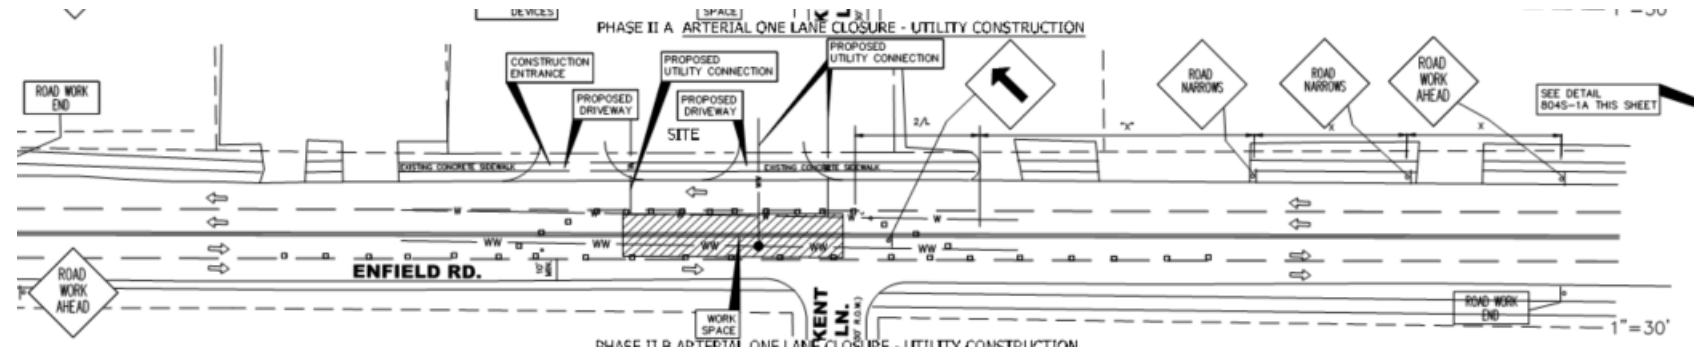 DEVICES
SPACE
PHASE II A ARTERIAL ONE LANE CLOSURE - UTILITY CONSTRUCTION
ROAD WORK
END
CONSTRUCTION
ENTRANCE
PROPOSED
DRIVEWAY
PROPOSED
UTILITY CONNECTION
PROPOSED
DRIVEWAY
PROPOSED
UTILITY CONNECTION
ROAD
NARROWS
ROAD
NARROWS
ROAD
WORK
AHEAD
SEE DETAIL
804S-1A THIS SHEET
SITE
2/L
"X"
X
X
EXISTING CONCRETE SIDEWALK
EXISTING CONCRETE SIDEWALK
W
W
W
W
W
W
WW
WW
WW
WW
WW
WW
ROAD
WORK
AHEAD
ENFIELD RD.
10'
MIN.
WORK
SPACE
KENT
LN.
ROAD WORK
END
1"=30'
PHASE II B ARTERIAL ONE LANE CLOSURE - UTILITY CONSTRUCTION